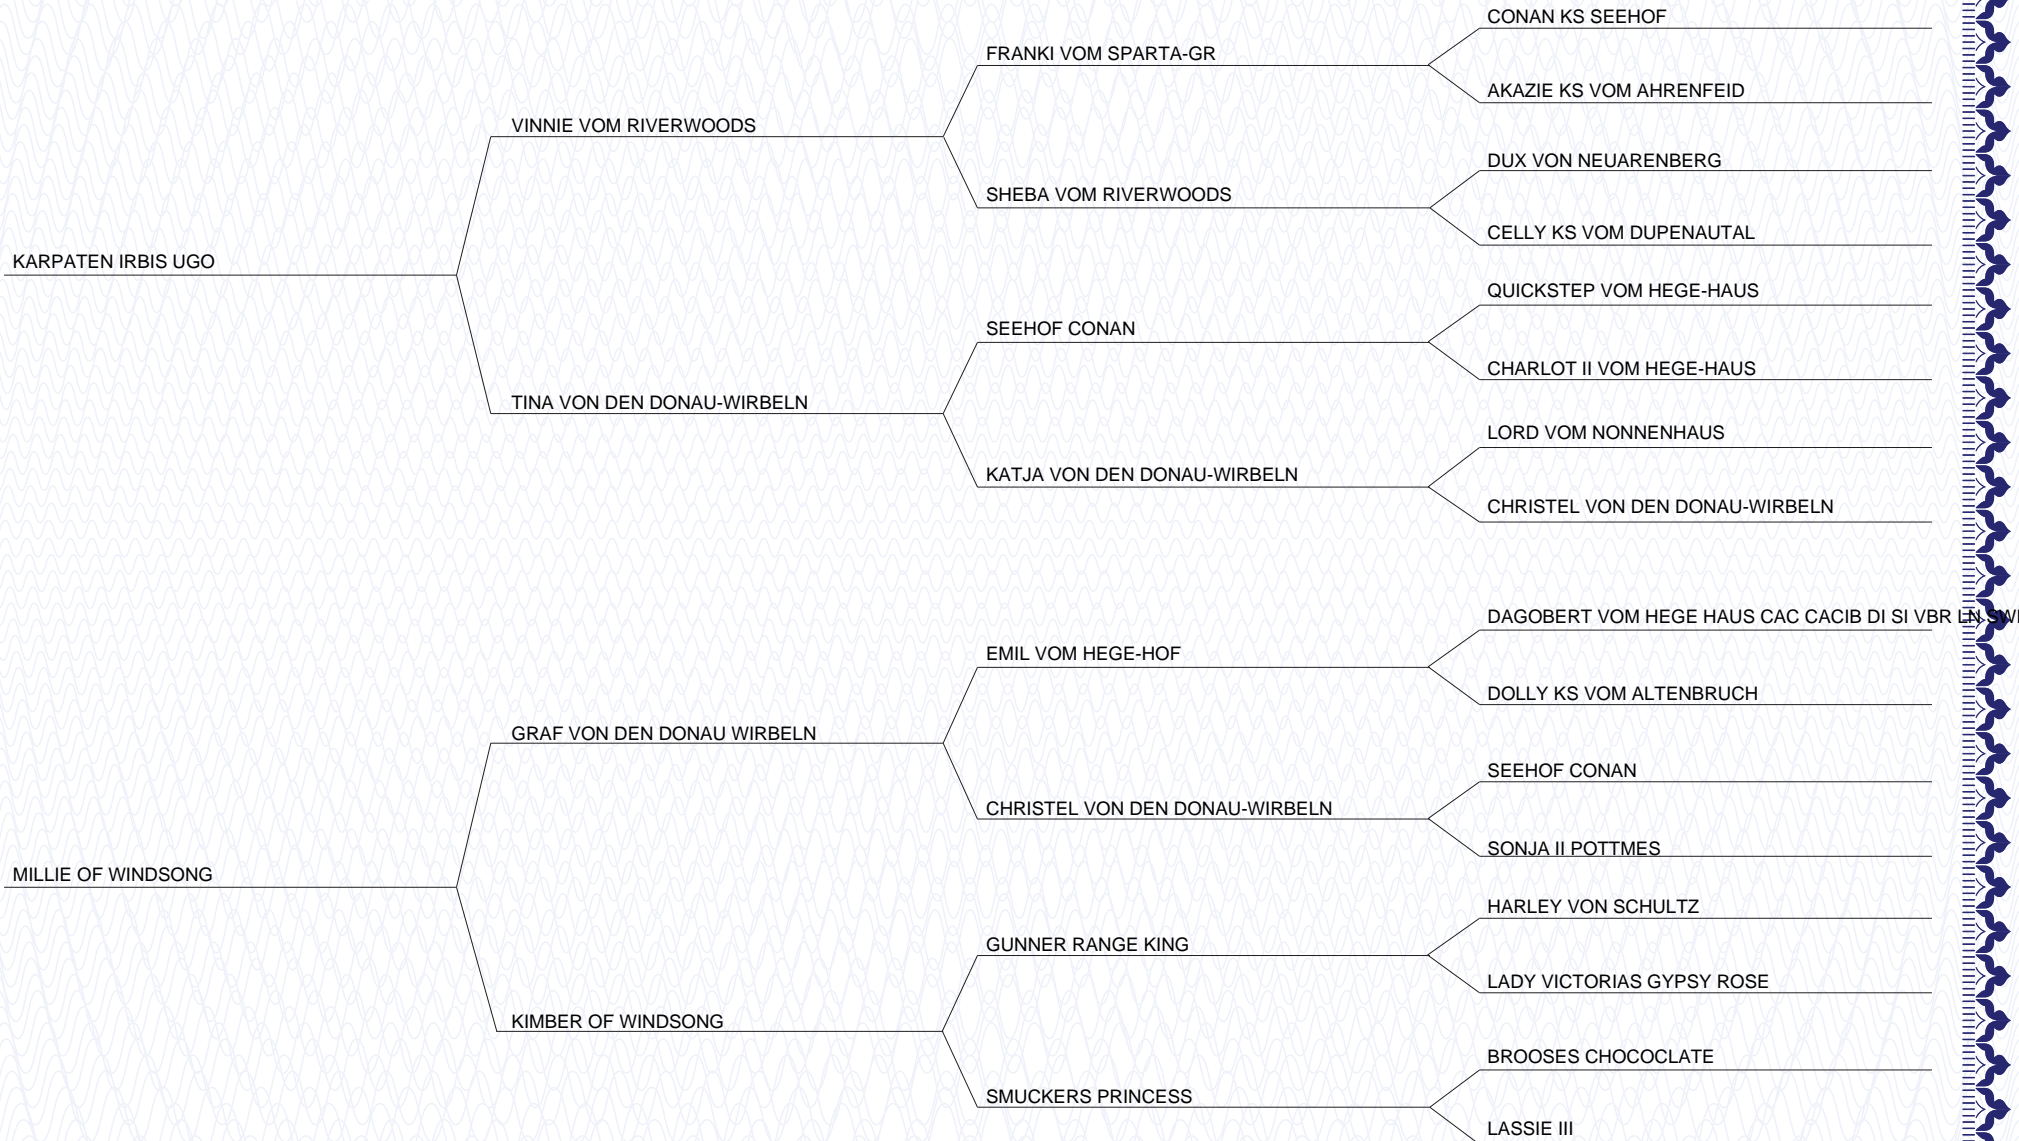 CONAN KS SEEHOF
FRANKI VOM SPARTA-GR
AKAZIE KS VOM AHRENFEID
VINNIE VOM RIVERWOODS
DUX VON NEUARENBERG
SHEBA VOM RIVERWOODS
CELLY KS VOM DUPENAUTAL
KARPATEN IRBIS UGO
QUICKSTEP VOM HEGE-HAUS
SEEHOF CONAN
CHARLOT II VOM HEGE-HAUS
TINA VON DEN DONAU-WIRBELN
LORD VOM NONNENHAUS
KATJA VON DEN DONAU-WIRBELN
CHRISTEL VON DEN DONAU-WIRBELN
DAGOBERT VOM HEGE HAUS CAC CACIB DI SI VBR LN
EMIL VOM HEGE-HOF
DOLLY KS VOM ALTENBRUCH
GRAF VON DEN DONAU WIRBELN
SEEHOF CONAN
CHRISTEL VON DEN DONAU-WIRBELN
SONJA II POTTMES
MILLIE OF WINDSONG
HARLEY VON SCHULTZ
GUNNER RANGE KING
LADY VICTORIAS GYPSY ROSE
KIMBER OF WINDSONG
BROOSES CHOCOCLATE
SMUCKERS PRINCESS
LASSIE III